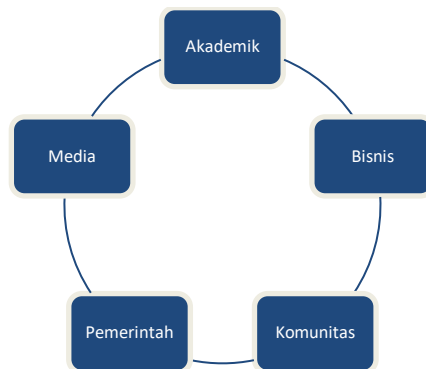 Akademik
Media
Bisnis
Pemerintah
Komunitas